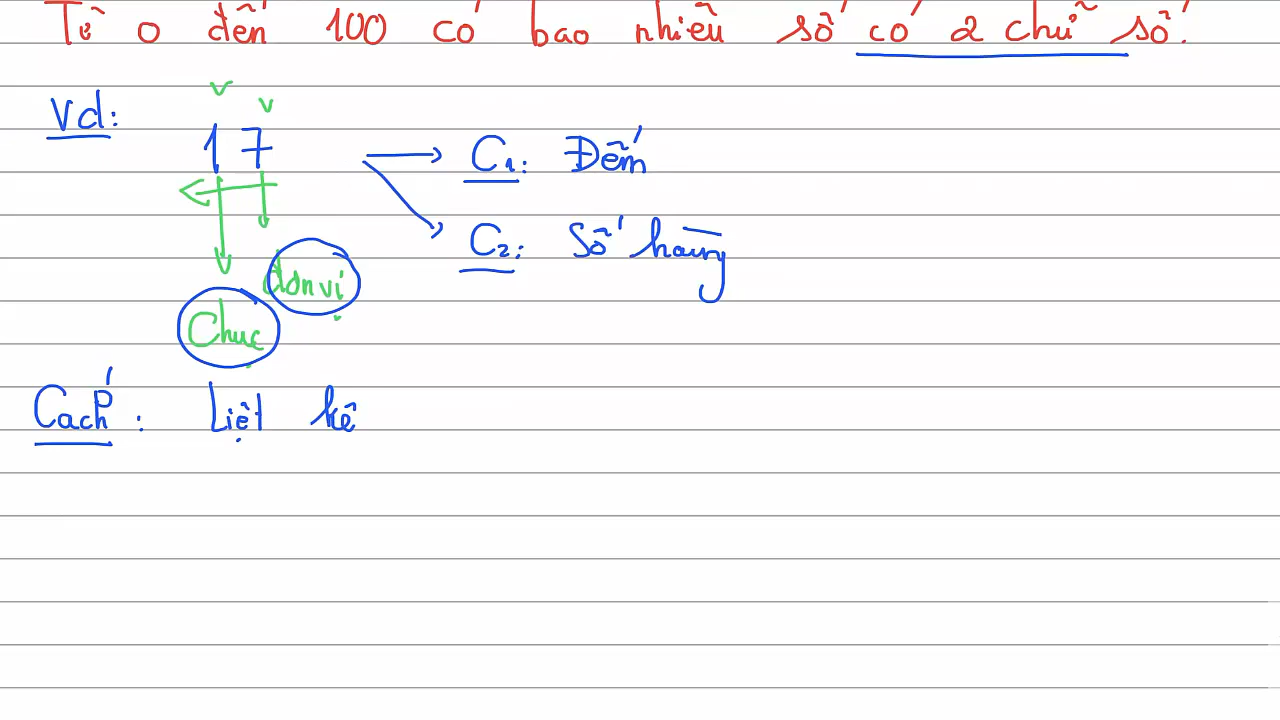 Từ 0 đến 100 có bao nhiêu số có 2 chữ số.
Vd:
17
C1: Đếm
C2: Số hàng
đơn vị
Chục
Cách: Liệt kê